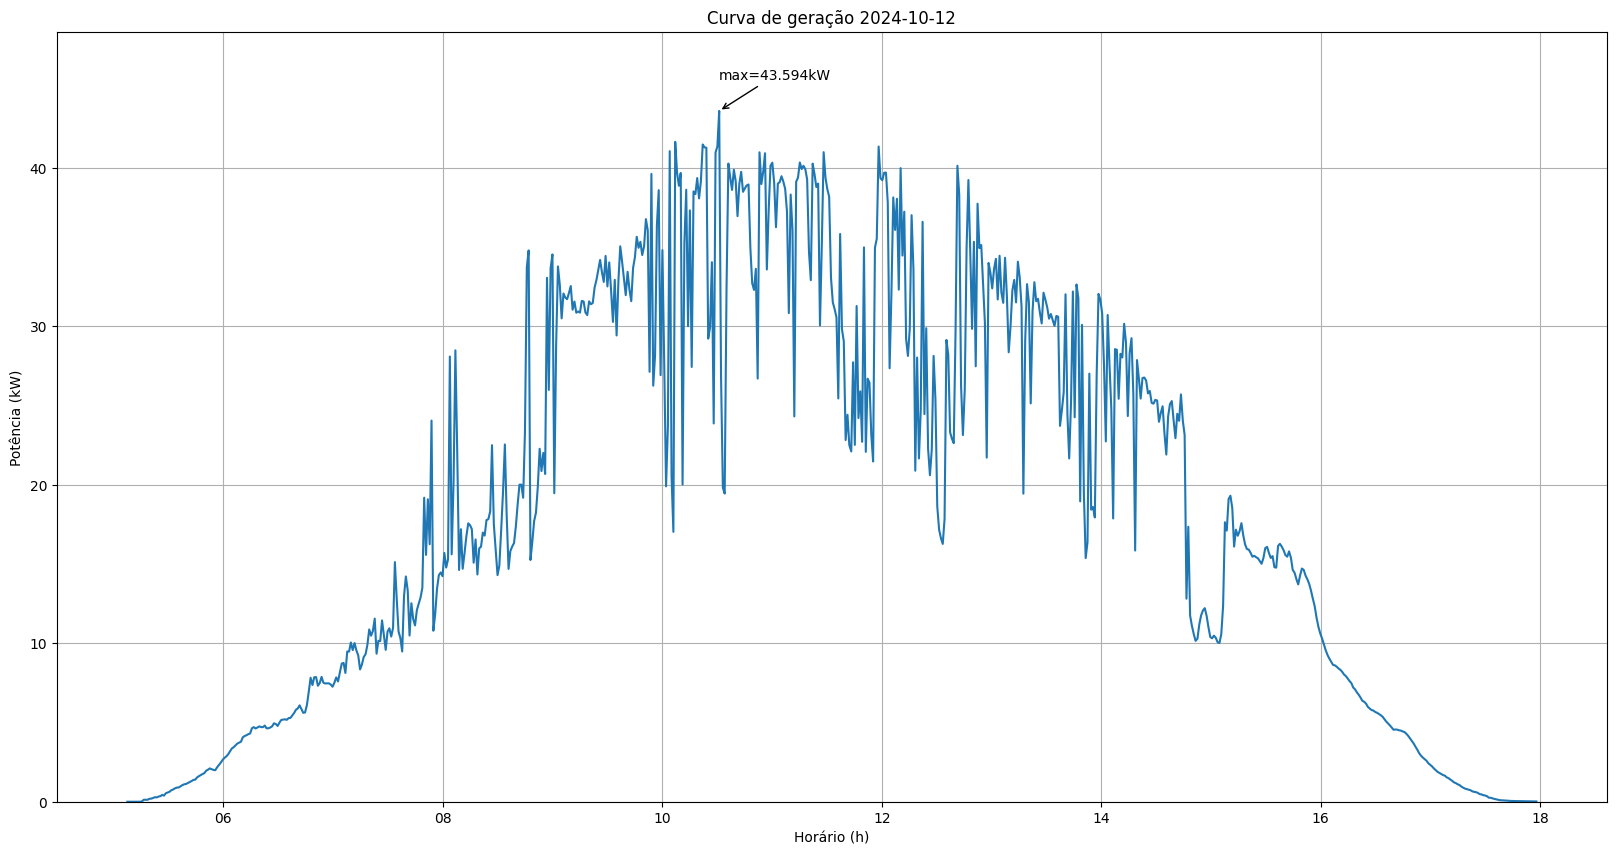 Curva de geração 2024-10-12
max=43.594kW
Potência (kW)
40
30
20
10
0
06 08 10 12 14 16 18
Horário (h)